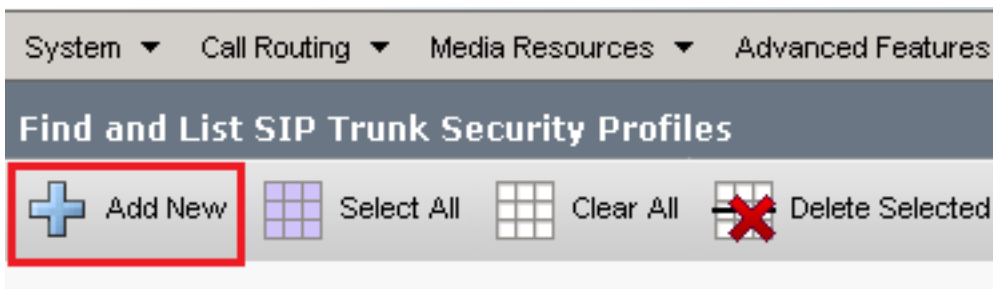 System Call Routing Media Resources Advanced Features
Find and List SIP Trunk Security Profiles
Add New Select All Clear All Delete Selected